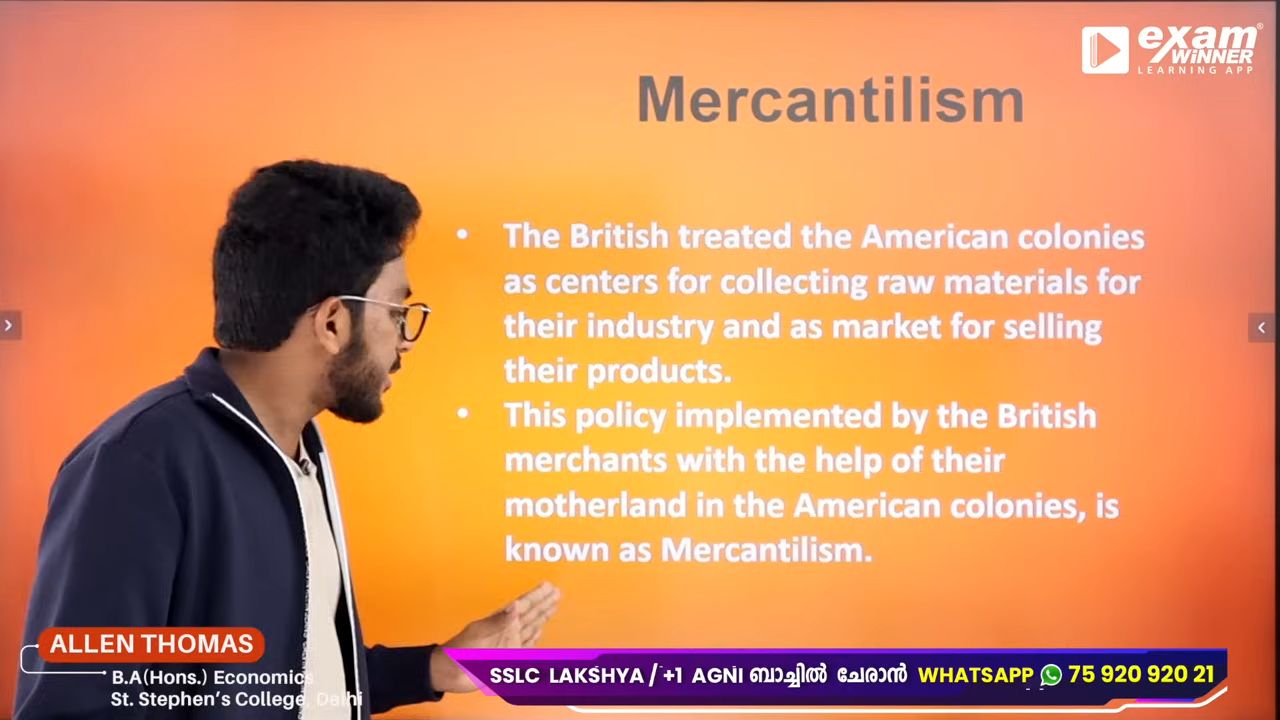 exam
WiNNER
LEARNING APP
Mercantilism
• The British treated the American colonies
as centers for collecting raw materials for
their industry and as market for selling
their products.
• This policy implemented by the British
merchants with the help of their
motherland in the American colonies, is
known as Mercantilism.
ALLEN THOMAS
B.A(Hons.) Economics
St. Stephen's College, Delhi
SSLC LAKSHYA / +1 AGNI ബാച്ചിൽ ചേരാൻ WHATSAPP 75 920 920 21